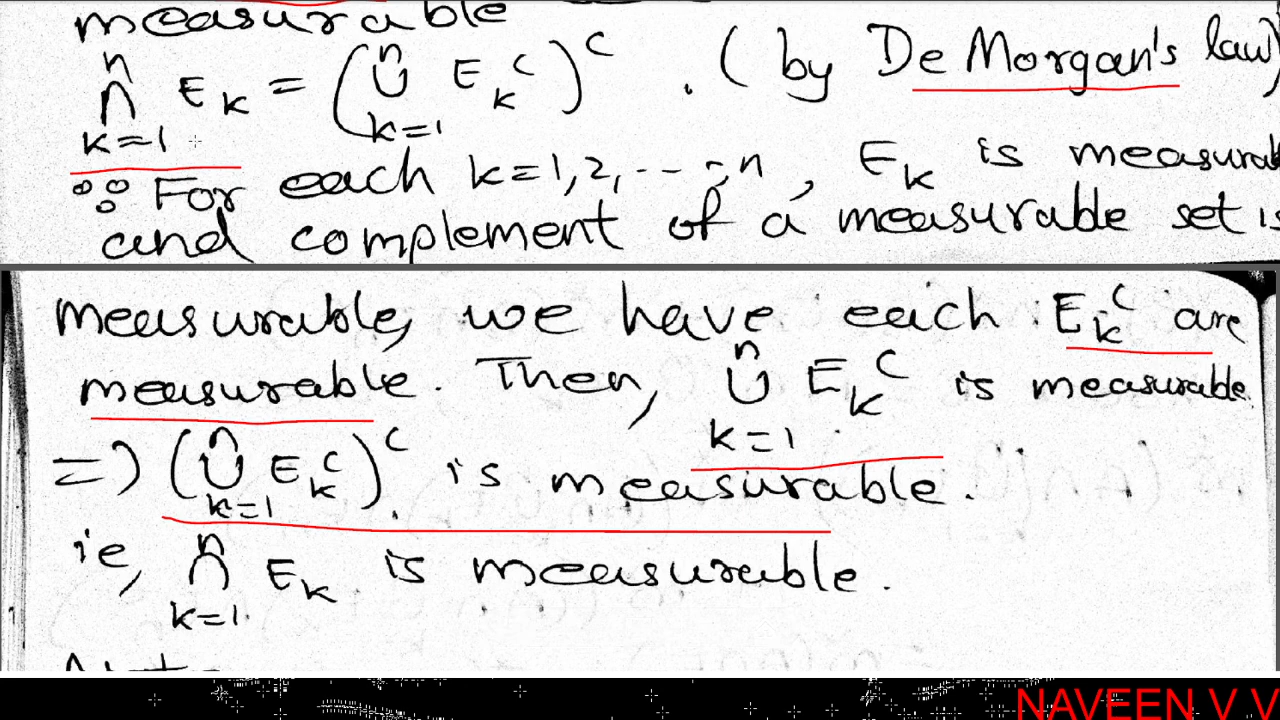 measurable
n
∩ E_k = ( n ∪ k=1 E_k^c )^c . (by De Morgan's law)
k=1
∵ For each k=1,2,----,n, E_k is measurab
and complement of a measurable set is
measurable, we have each E_k^c are
measurable. Then, n ∪ k=1 E_k^c is measurable.
=) ( n ∪ k=1 E_k^c )^c is measurable.
ie, n ∩ k=1 E_k is measurable.
NAVEEN V V